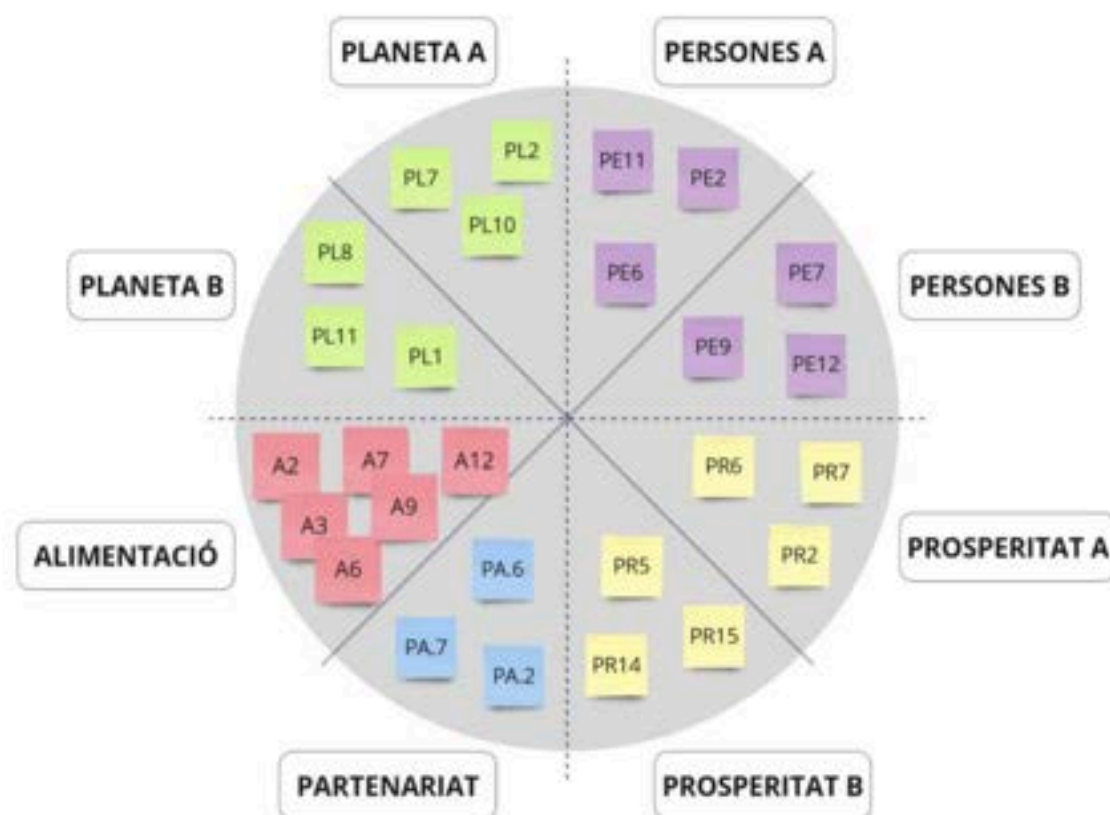 PLANETA A
PERSONES A
PL2
PL7
PL10
PE11
PE2
PE6
PL8
PL11
PL1
PE7
PE9
PE12
PLANETA B
PERSONES B
A2
A7
A12
A3
A9
A6
PR6
PR7
PR2
ALIMENTACIÓ
PROSPERITAT A
PA.6
PA.7
PA.2
PR5
PR15
PR14
PARTENARIAT
PROSPERITAT B